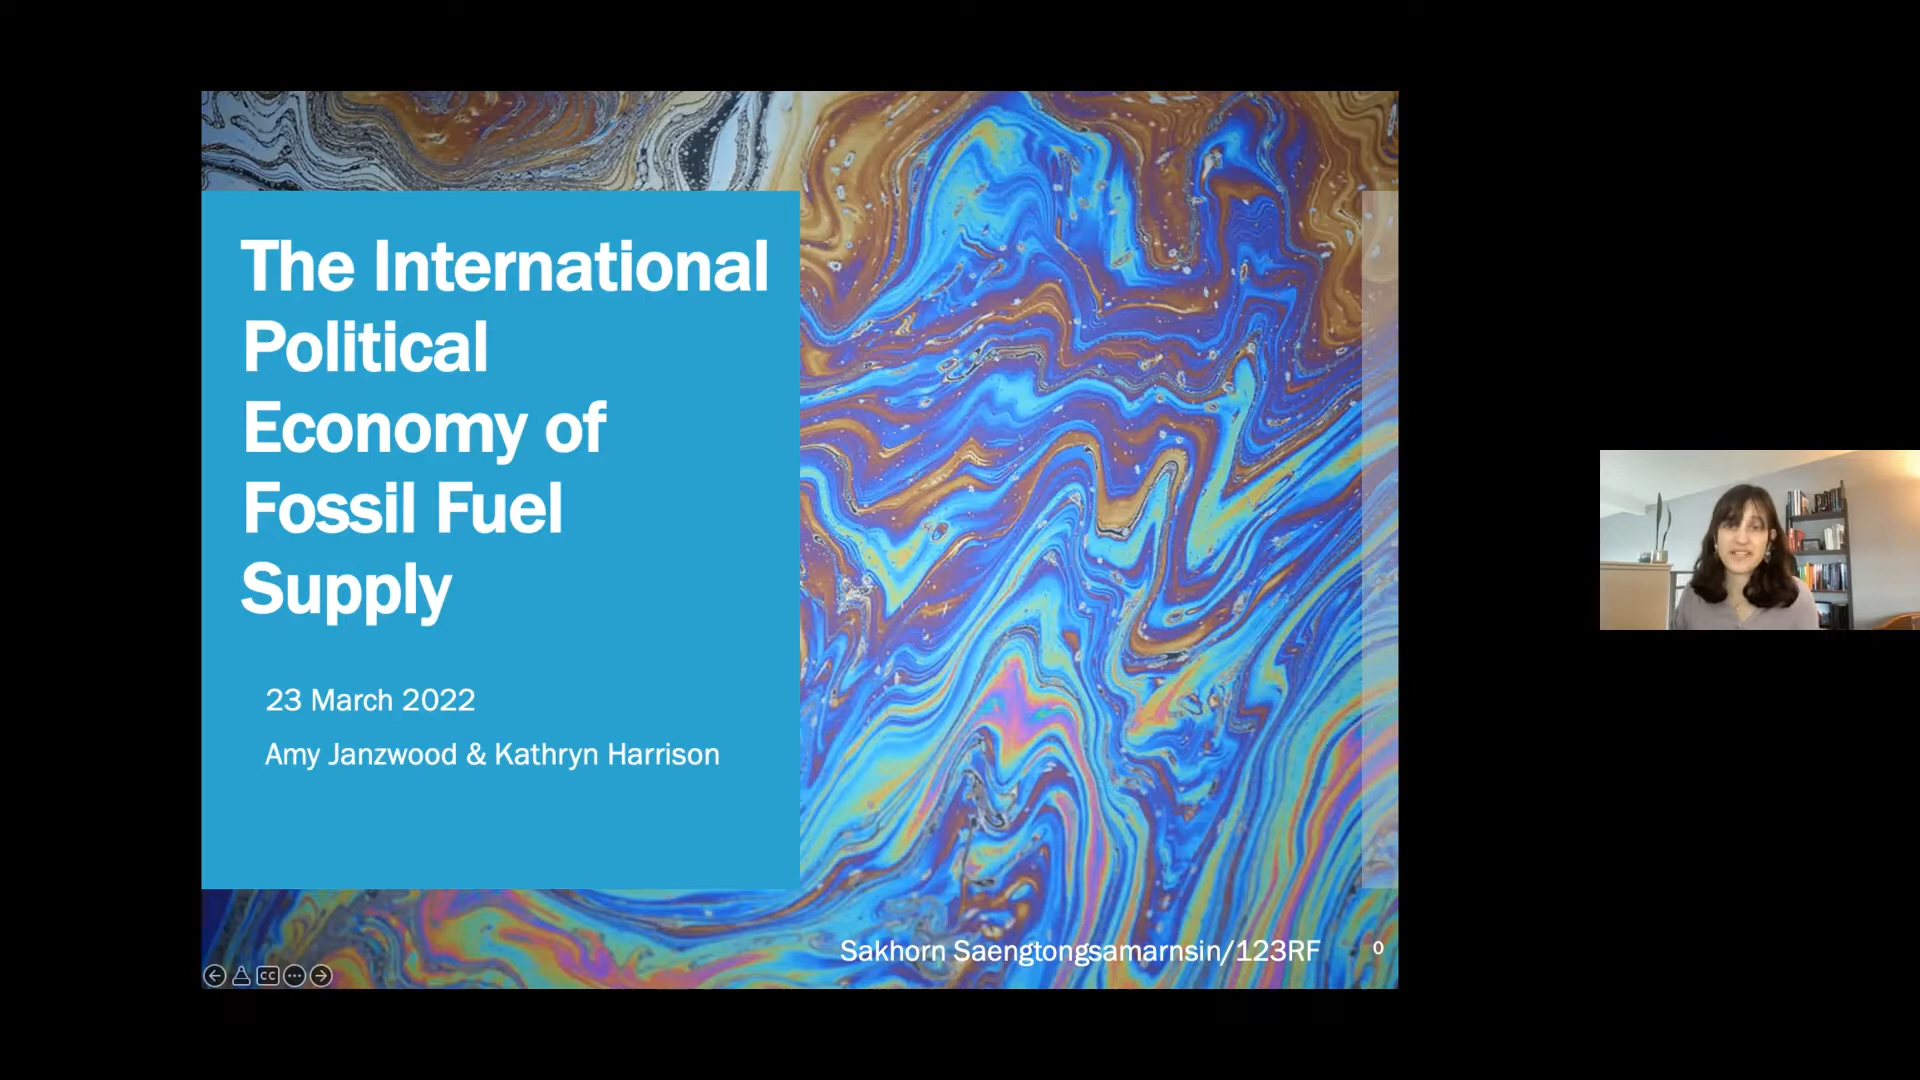 The International
Political
Economy of
Fossil Fuel
Supply
23 March 2022
Amy Janzwood & Kathryn Harrison
Sakhorn Saengtongsamarnsin/123RF
0
CC